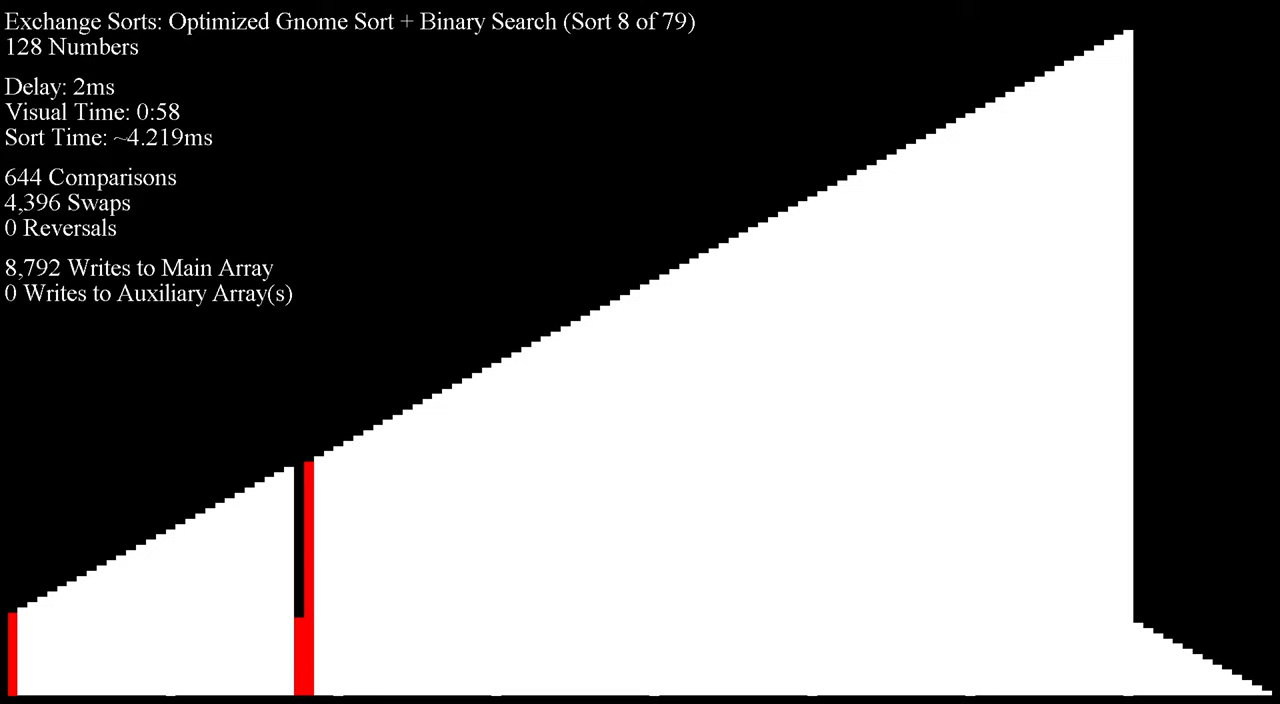 Exchange Sorts: Optimized Gnome Sort + Binary Search (Sort 8 of 79)
128 Numbers
Delay: 2ms
Visual Time: 0:58
Sort Time: ~4.219ms
644 Comparisons
4,396 Swaps
0 Reversals
8,792 Writes to Main Array
0 Writes to Auxiliary Array(s)